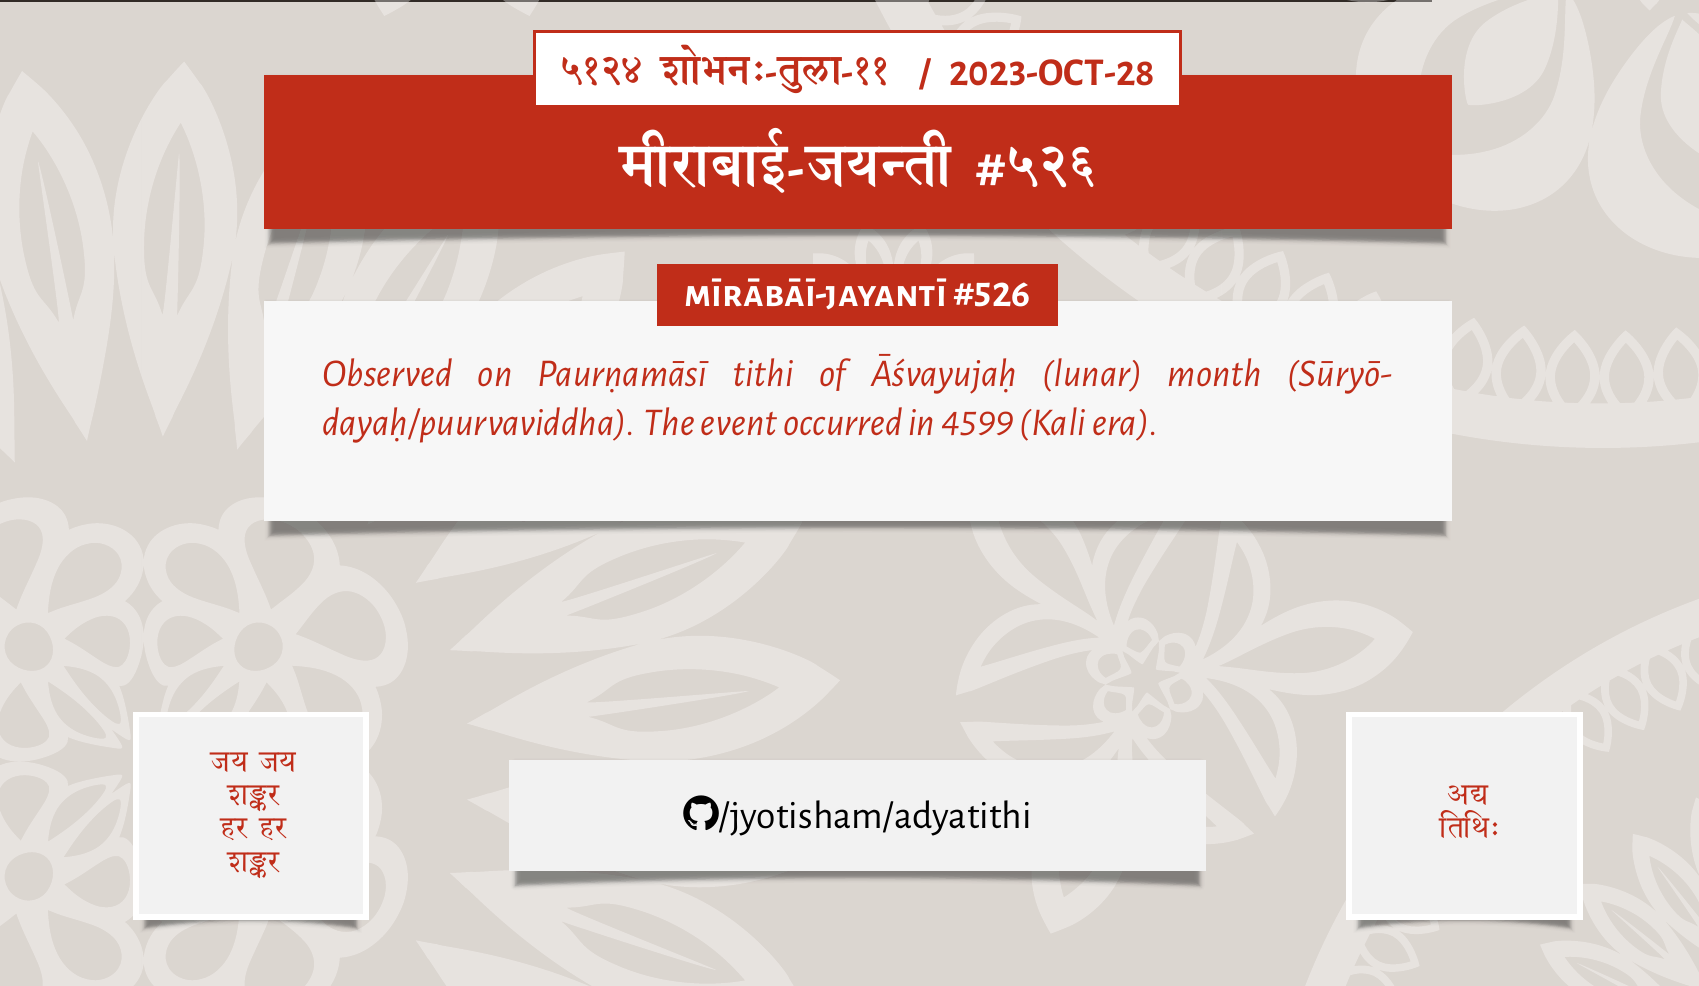 ५१२४ शोभनः-तुला-११ / 2023-OCT-28
मीराबाई-जयन्ती #५२६
MĪRĀBĀĪ-JAYANTĪ #526
Observed on Paurṇamāsī tithi of Āśvayujaḥ (lunar) month (Sūryō-
dayaḥ/puurvaviddha). The event occurred in 4599 (Kali era).
जय जय
शङ्कर
हर हर
शङ्कर
/jyotisham/adyatithi
अद्य
तिथिः